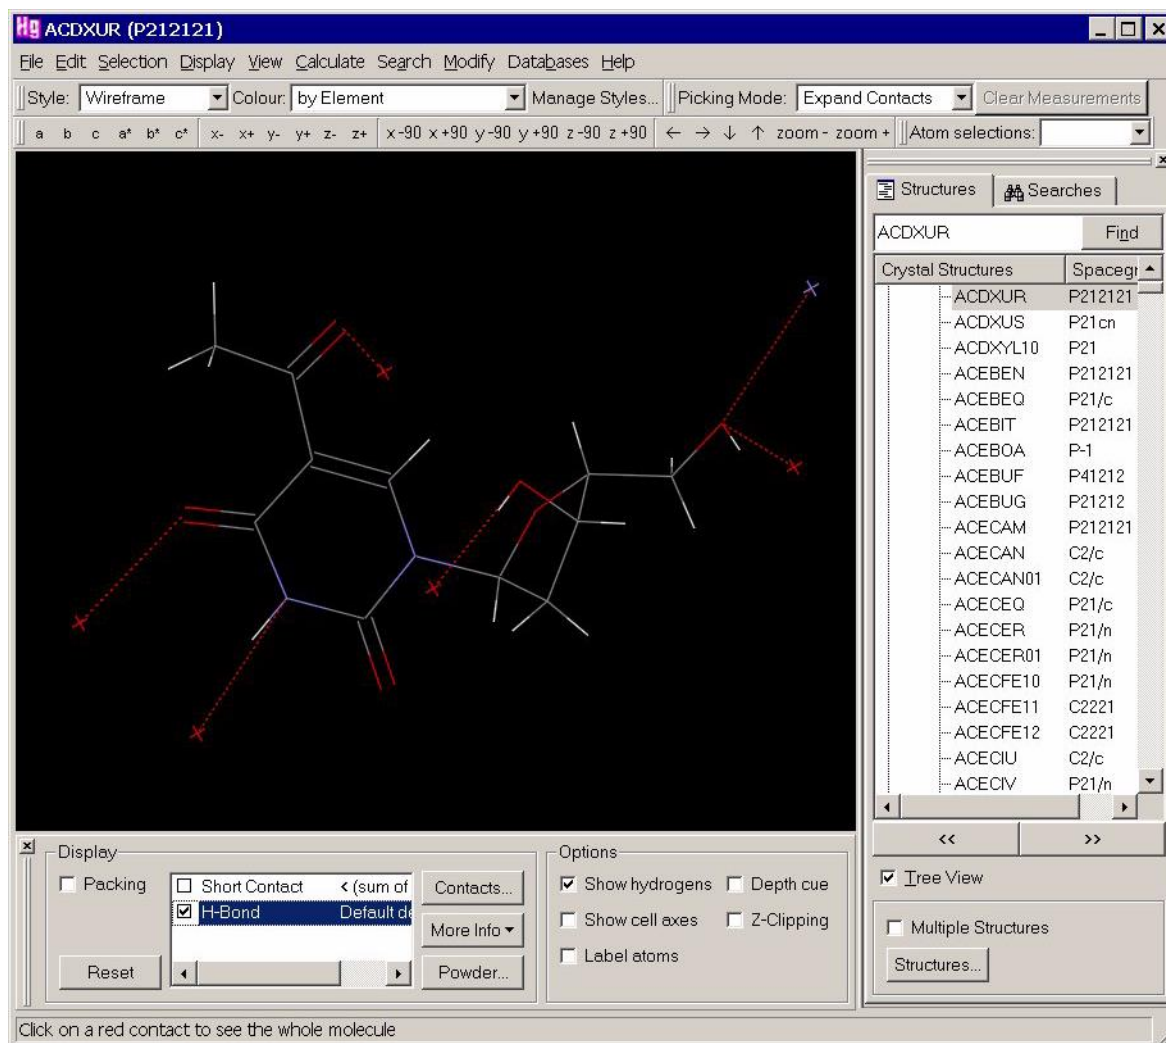 Hg ACDXUR (P212121)
File Edit Selection Display View Calculate Search Modify Databases Help
Style: Wireframe Colour: by Element Manage Styles... Picking Mode: Expand Contacts Clear Measurements
a b c a* b* c* x- x+ y- y+ z- z+ x-90 x+90 y-90 y+90 z-90 z+90 ← → ↓ ↑ zoom- zoom+ Atom selections:
Structures Searches
ACDXUR Find
Crystal Structures Spacegr
ACDXUR P212121
ACDXUS P21cn
ACDXYL10 P21
ACEBEN P212121
ACEBEQ P21/c
ACEBIT P212121
ACEBOA P-1
ACEBUF P41212
ACEBUG P21212
ACECAM P212121
ACECAN C2/c
ACECAN01 C2/c
ACECEQ P21/c
ACECER P21/n
ACECER01 P21/n
ACECFE10 P21/n
ACECFE11 C2221
ACECFE12 C2221
ACECIU C2/c
ACECIV P21/n
<< >>
Tree View
Multiple Structures
Structures...
Display
Packing
Short Contact < (sum of
H-Bond Default de
Contacts...
More Info
Reset
Powder...
Options
Show hydrogens Depth cue
Show cell axes Z-Clipping
Label atoms
Click on a red contact to see the whole molecule